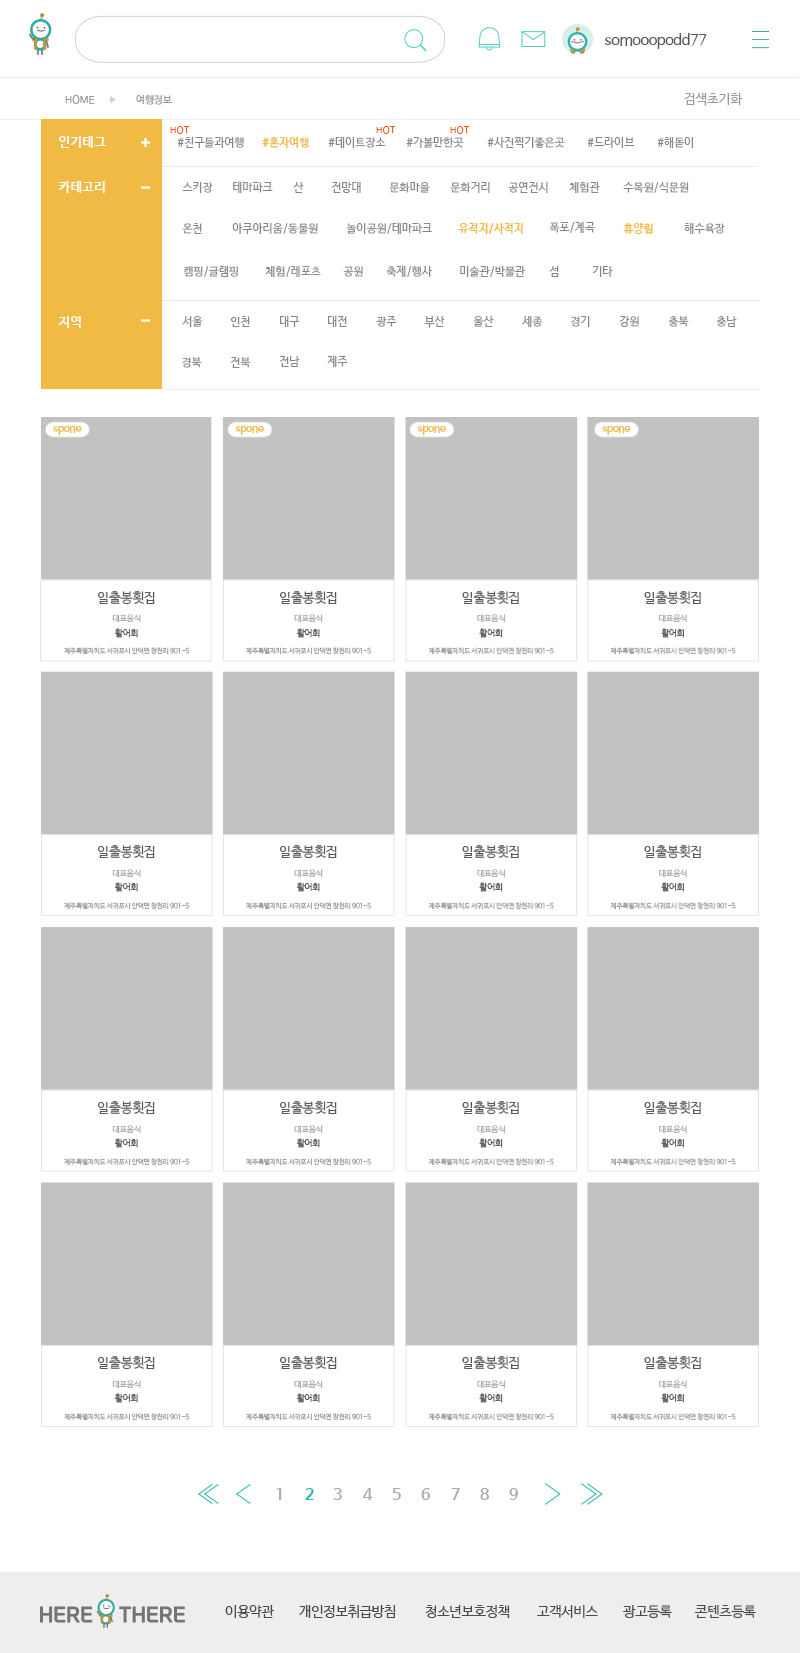 somooopodd77
HOME 여행정보 검색초기화
HOT HOT HOT
인기태그 #친구들과여행 #혼자여행 #데이트장소 #가볼만한곳 #사진찍기좋은곳 #드라이브 #해돋이
카테고리 스키장 테마파크 산 전망대 문화마을 문화거리 공연전시 체험관 수목원/식문원
온천 아쿠아리움/동물원 놀이공원/테마파크 유적지/사적지 폭포/계곡 휴양림 해수욕장
캠핑/글램핑 체험/레포츠 공원 축제/행사 미술관/박물관 섬 기타
지역 서울 인천 대구 대전 광주 부산 울산 세종 경기 강원 충북 충남
경북 전북 전남 제주
spone spone spone spone
일출봉횟집 일출봉횟집 일출봉횟집 일출봉횟집
대표음식 대표음식 대표음식 대표음식
활어회 활어회 활어회 활어회
제주특별자치도 서귀포시 안덕면 창천리 901-5 제주특별자치도 서귀포시 안덕면 창천리 901-5 제주특별자치도 서귀포시 안덕면 창천리 901-5 제주특별자치도 서귀포시 안덕면 창천리 901-5
일출봉횟집 일출봉횟집 일출봉횟집 일출봉횟집
대표음식 대표음식 대표음식 대표음식
활어회 활어회 활어회 활어회
제주특별자치도 서귀포시 안덕면 창천리 901-5 제주특별자치도 서귀포시 안덕면 창천리 901-5 제주특별자치도 서귀포시 안덕면 창천리 901-5 제주특별자치도 서귀포시 안덕면 창천리 901-5
일출봉횟집 일출봉횟집 일출봉횟집 일출봉횟집
대표음식 대표음식 대표음식 대표음식
활어회 활어회 활어회 활어회
제주특별자치도 서귀포시 안덕면 창천리 901-5 제주특별자치도 서귀포시 안덕면 창천리 901-5 제주특별자치도 서귀포시 안덕면 창천리 901-5 제주특별자치도 서귀포시 안덕면 창천리 901-5
일출봉횟집 일출봉횟집 일출봉횟집 일출봉횟집
대표음식 대표음식 대표음식 대표음식
활어회 활어회 활어회 활어회
제주특별자치도 서귀포시 안덕면 창천리 901-5 제주특별자치도 서귀포시 안덕면 창천리 901-5 제주특별자치도 서귀포시 안덕면 창천리 901-5 제주특별자치도 서귀포시 안덕면 창천리 901-5
1 2 3 4 5 6 7 8 9
HERE THERE 이용약관 개인정보취급방침 청소년보호정책 고객서비스 광고등록 콘텐츠등록